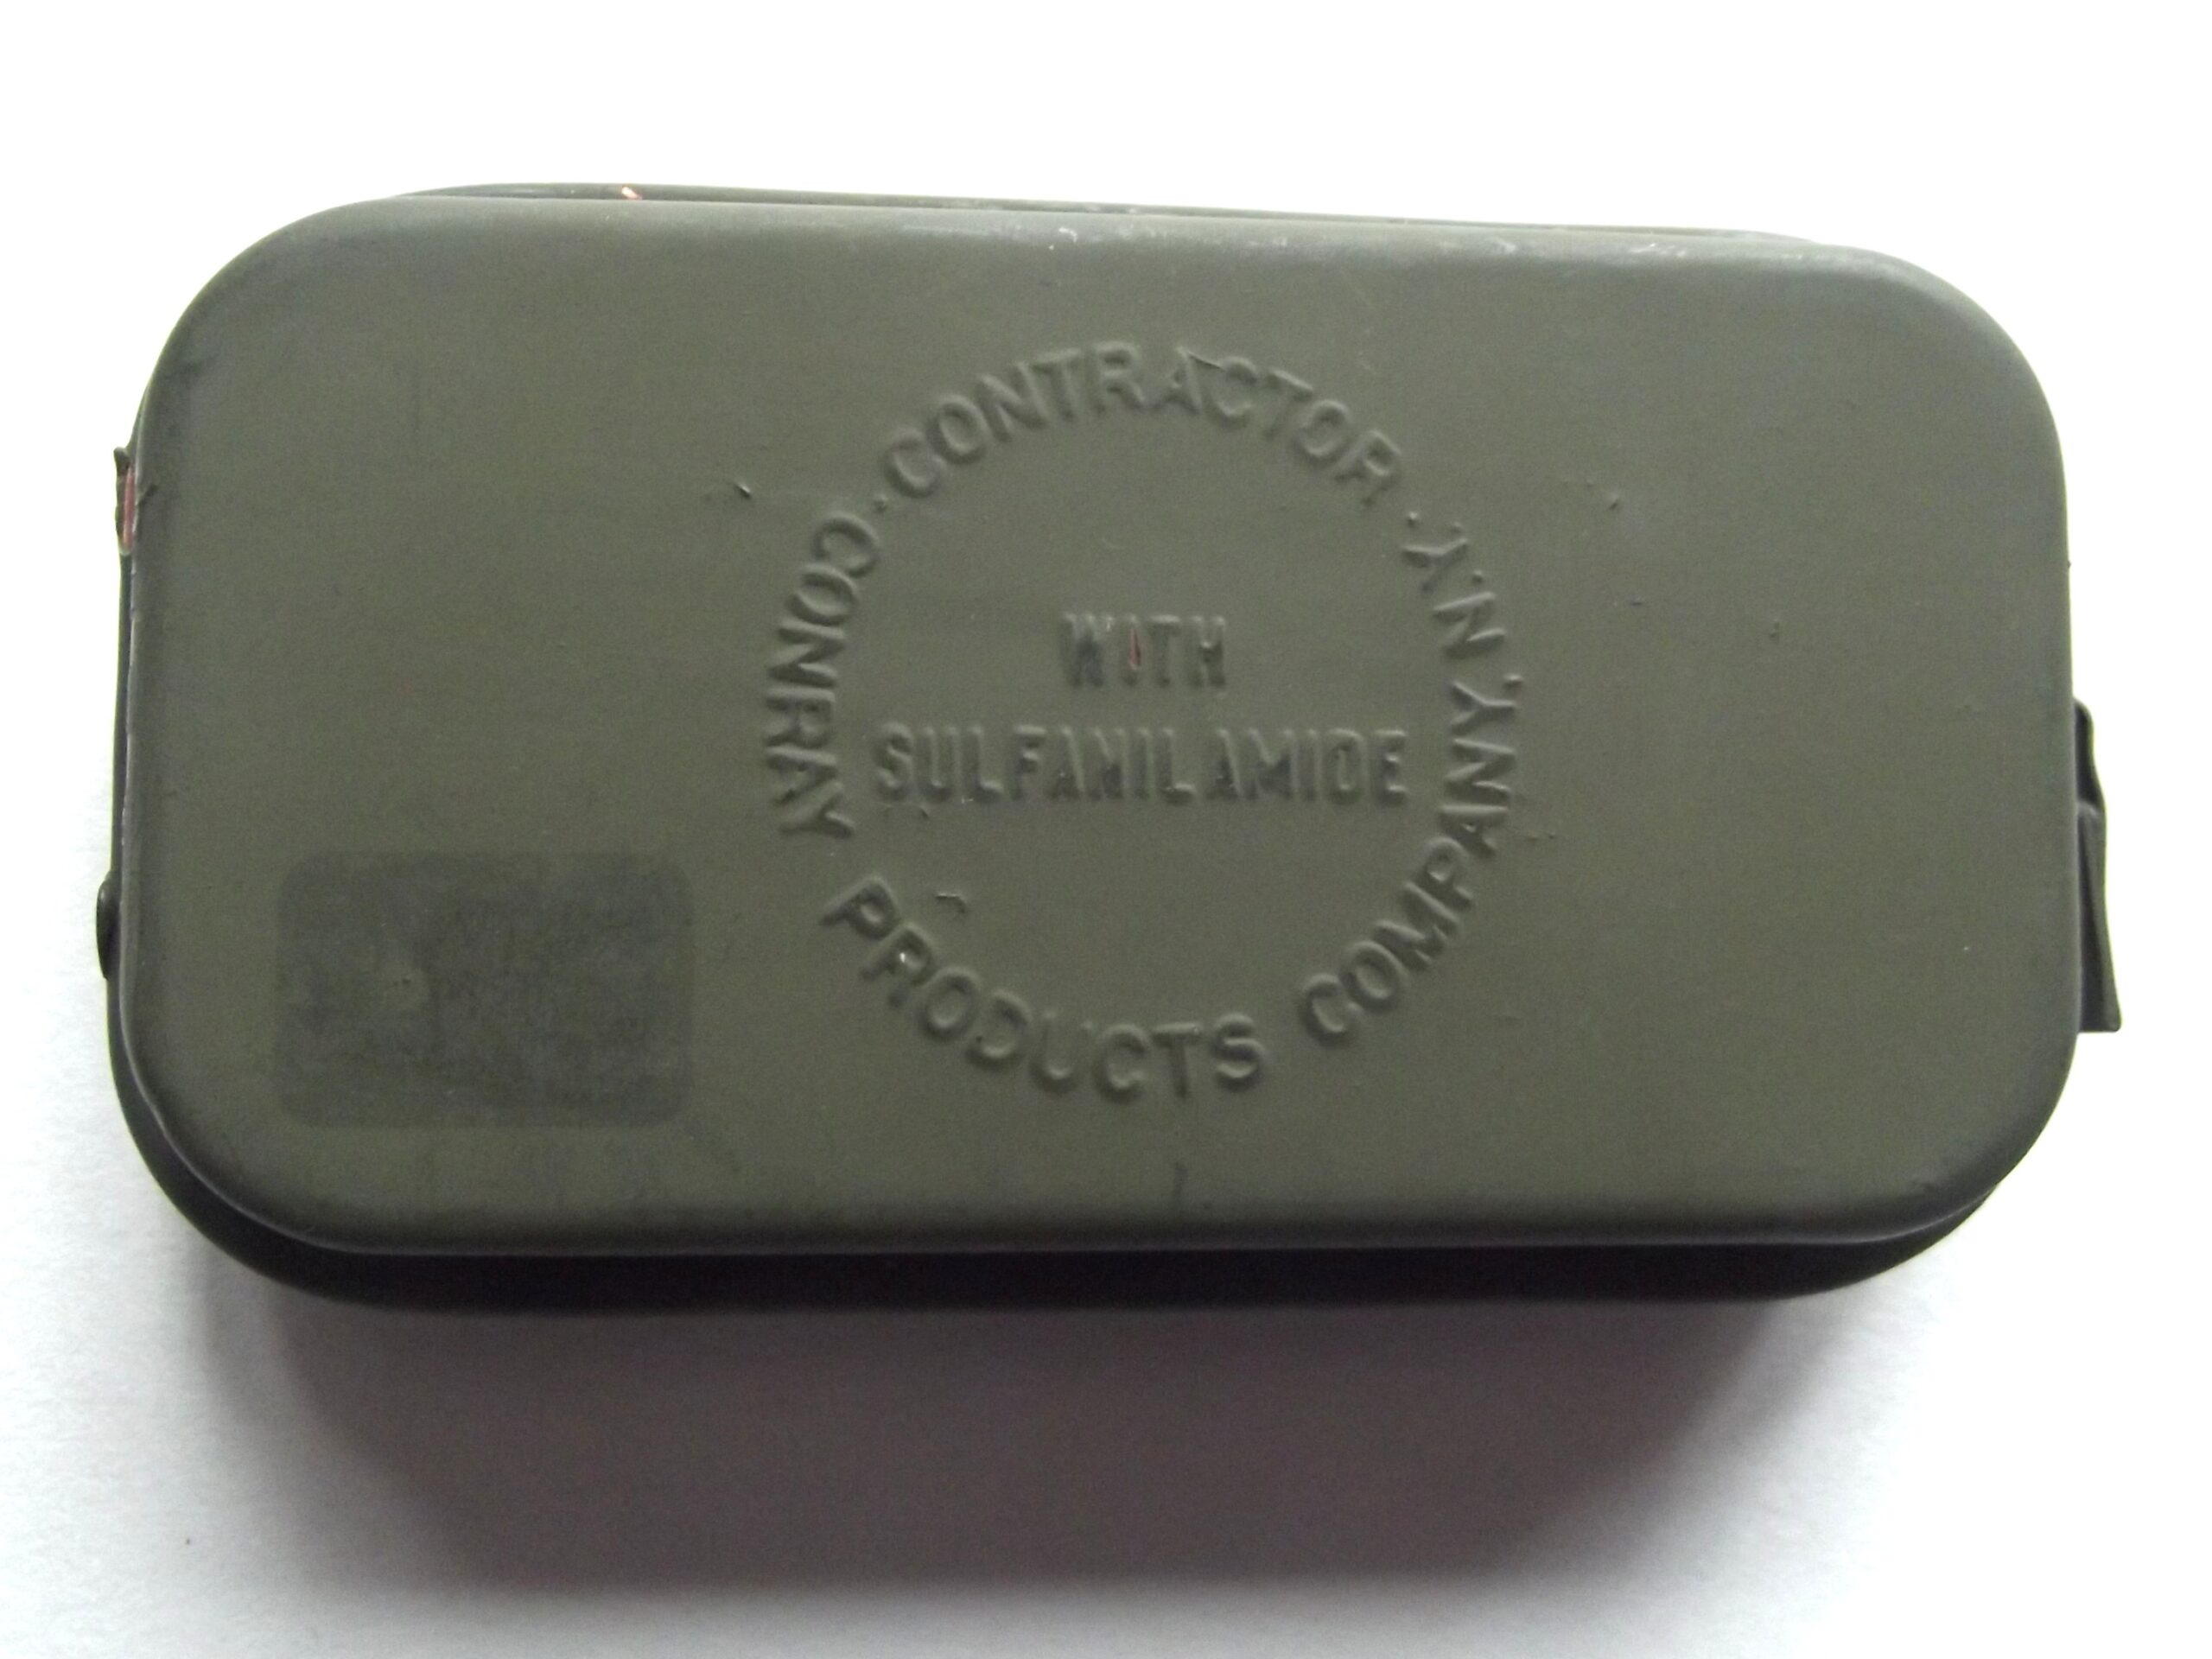 · CONTRACTOR ·
CONRAY PRODUCTS COMPANY, N.Y.
WITH
SULFANILAMIDE